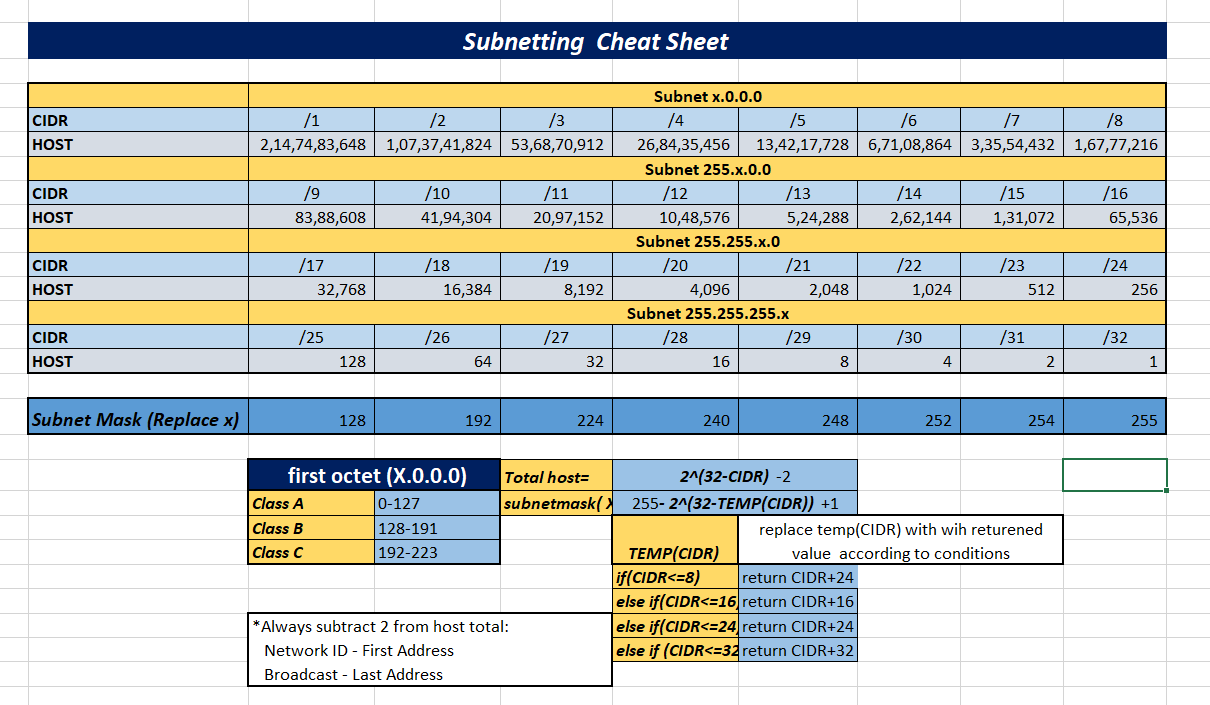 Subnetting Cheat Sheet
Subnet x.0.0.0
CIDR /1 /2 /3 /4 /5 /6 /7 /8
HOST 2,14,74,83,648 1,07,37,41,824 53,68,70,912 26,84,35,456 13,42,17,728 6,71,08,864 3,35,54,432 1,67,77,216
Subnet 255.x.0.0
CIDR /9 /10 /11 /12 /13 /14 /15 /16
HOST 83,88,608 41,94,304 20,97,152 10,48,576 5,24,288 2,62,144 1,31,072 65,536
Subnet 255.255.x.0
CIDR /17 /18 /19 /20 /21 /22 /23 /24
HOST 32,768 16,384 8,192 4,096 2,048 1,024 512 256
Subnet 255.255.255.x
CIDR /25 /26 /27 /28 /29 /30 /31 /32
HOST 128 64 32 16 8 4 2 1
Subnet Mask (Replace x) 128 192 224 240 248 252 254 255
first octet (X.0.0.0) Total host= 2^(32-CIDR) -2
Class A 0-127 subnetmask( X 255- 2^(32-TEMP(CIDR)) +1
Class B 128-191
Class C 192-223
TEMP(CIDR) replace temp(CIDR) with wih returened
value according to conditions
if(CIDR<=8) return CIDR+24
else if(CIDR<=16) return CIDR+16
else if(CIDR<=24) return CIDR+24
else if (CIDR<=32 return CIDR+32
*Always subtract 2 from host total:
Network ID - First Address
Broadcast - Last Address